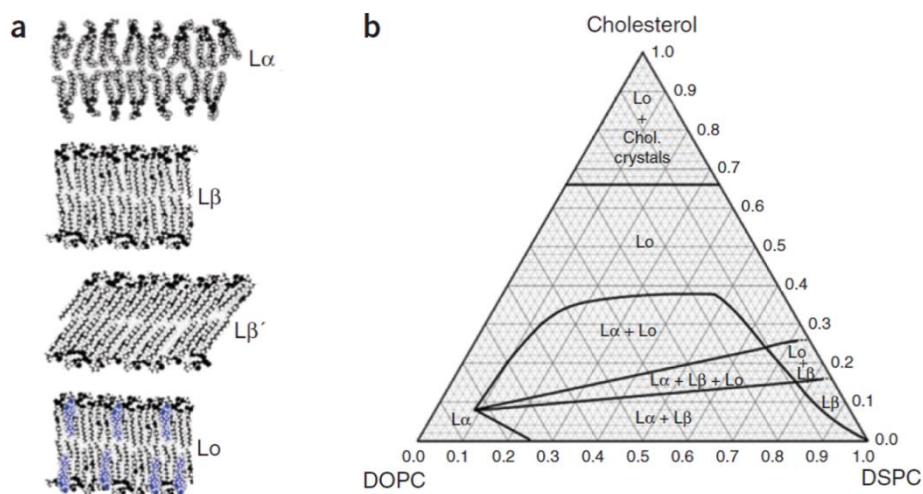 a
Lα
Lβ
Lβ´
Lo
b
Cholesterol
1.0
0.9
0.8
0.7
0.6
0.5
0.4
0.3
0.2
0.1
0.0
Lo
+
Chol.
crystals
Lo
Lα + Lo
Lo
+
Lβ
Lα + Lβ + Lo
Lβ
Lα
Lα + Lβ
0.0 0.1 0.2 0.3 0.4 0.5 0.6 0.7 0.8 0.9 1.0
DOPC DSPC